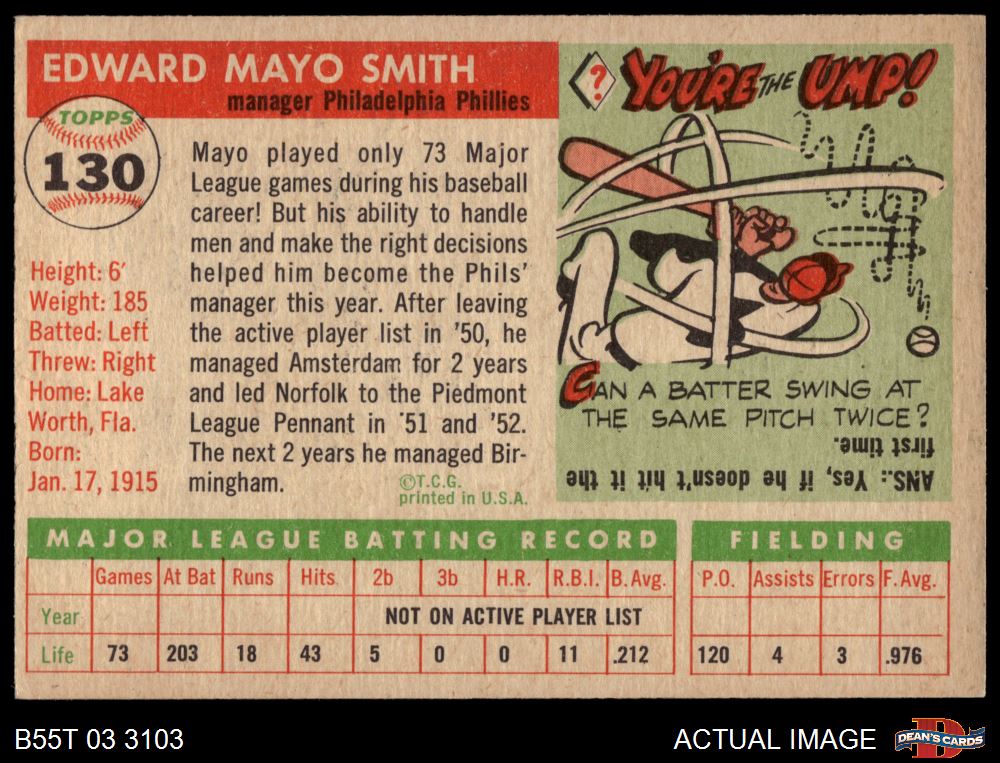 EDWARD MAYO SMITH
manager Philadelphia Phillies
TOPPS
130
Height: 6'
Weight: 185
Batted: Left
Threw: Right
Home: Lake
Worth, Fla.
Born:
Jan. 17, 1915
Mayo played only 73 Major
League games during his baseball
career! But his ability to handle
men and make the right decisions
helped him become the Phils'
manager this year. After leaving
the active player list in '50, he
managed Amsterdam for 2 years
and led Norfolk to the Piedmont
League Pennant in '51 and '52.
The next 2 years he managed Bir-
mingham.
©T.C.G.
printed in U.S.A.
?
YOU'RE THE UMP!
CAN A BATTER SWING AT
THE SAME PITCH TWICE?
ANS.: Yes, if he doesn't hit it the
first time.
MAJOR LEAGUE BATTING RECORD
Games At Bat Runs Hits 2b 3b H.R. R.B.I. B. Avg.
Year NOT ON ACTIVE PLAYER LIST
Life 73 203 18 43 5 0 0 11 .212
FIELDING
P.O. Assists Errors F. Avg.
120 4 3 .976
B55T 03 3103
ACTUAL IMAGE
D
DEAN'S CARDS